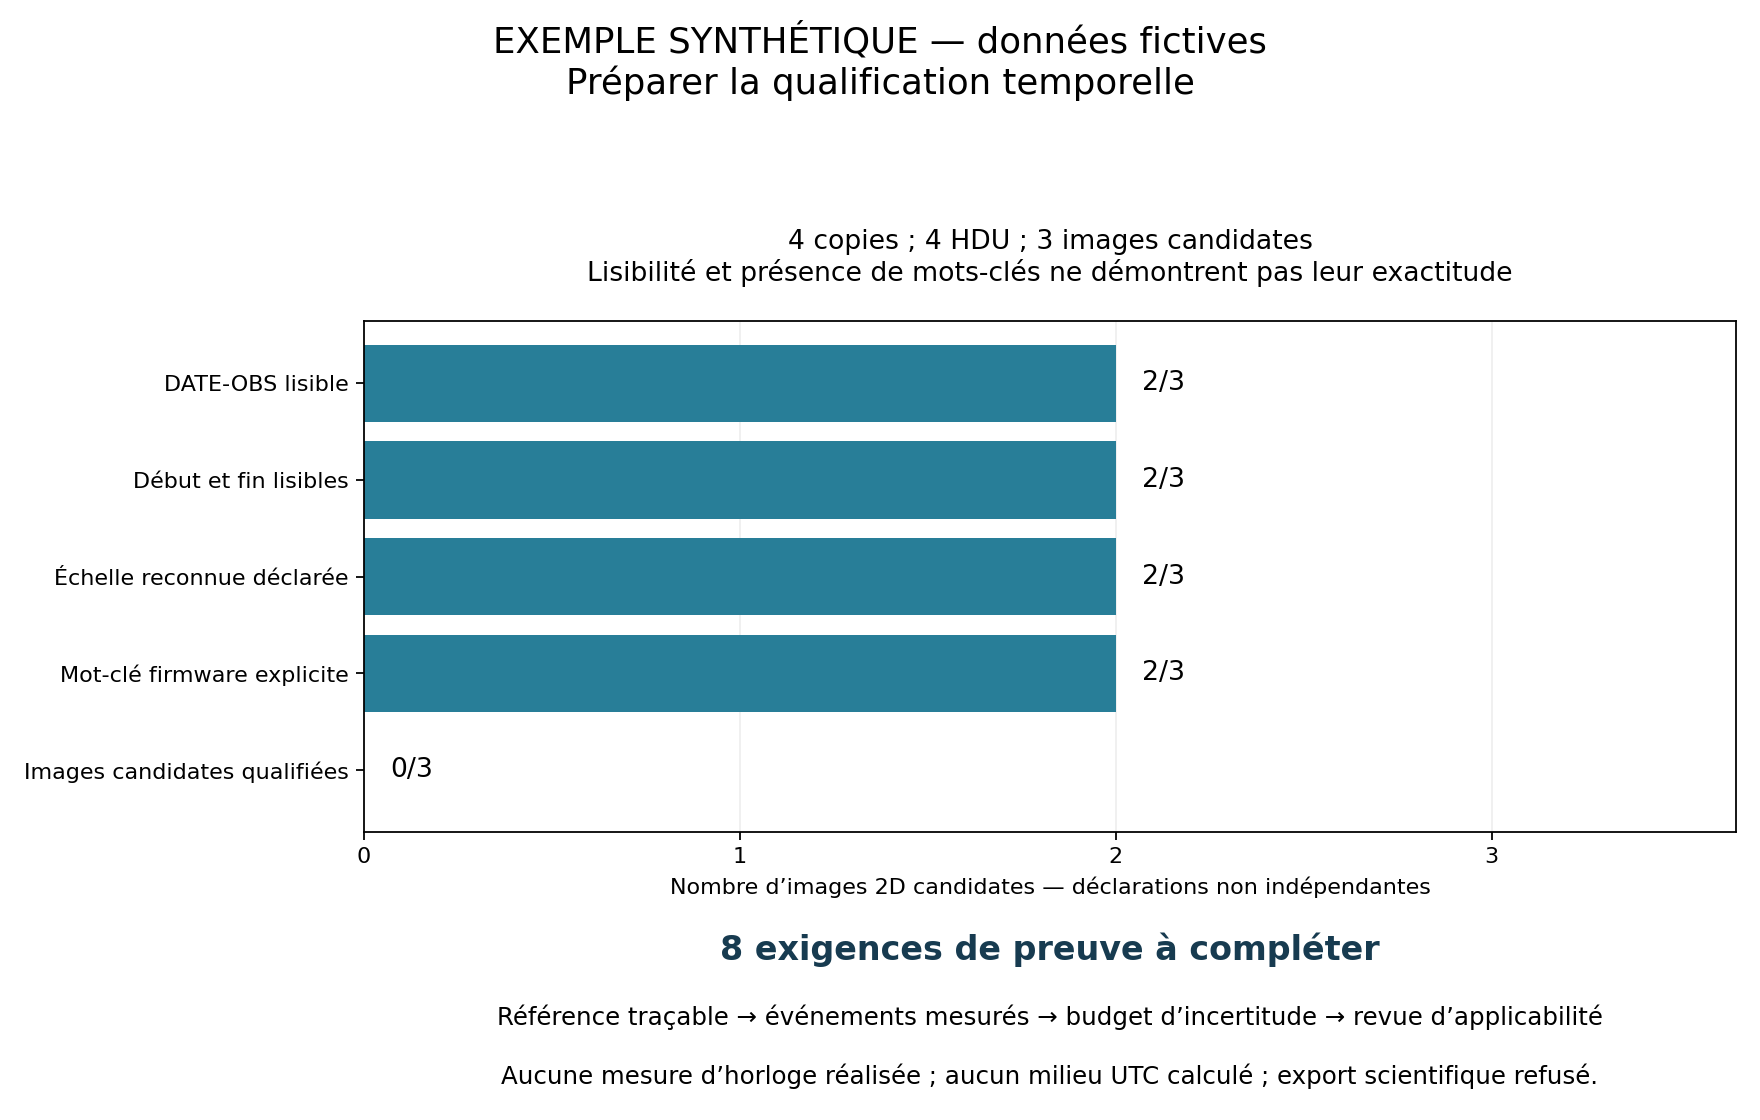 EXEMPLE SYNTHÉTIQUE — données fictives
Préparer la qualification temporelle
4 copies ; 4 HDU ; 3 images candidates
Lisibilité et présence de mots-clés ne démontrent pas leur exactitude
DATE-OBS lisible
2/3
Début et fin lisibles
2/3
Échelle reconnue déclarée
2/3
Mot-clé firmware explicite
2/3
Images candidates qualifiées
0/3
0 1 2 3
Nombre d’images 2D candidates — déclarations non indépendantes
8 exigences de preuve à compléter
Référence traçable → événements mesurés → budget d’incertitude → revue d’applicabilité
Aucune mesure d’horloge réalisée ; aucun milieu UTC calculé ; export scientifique refusé.